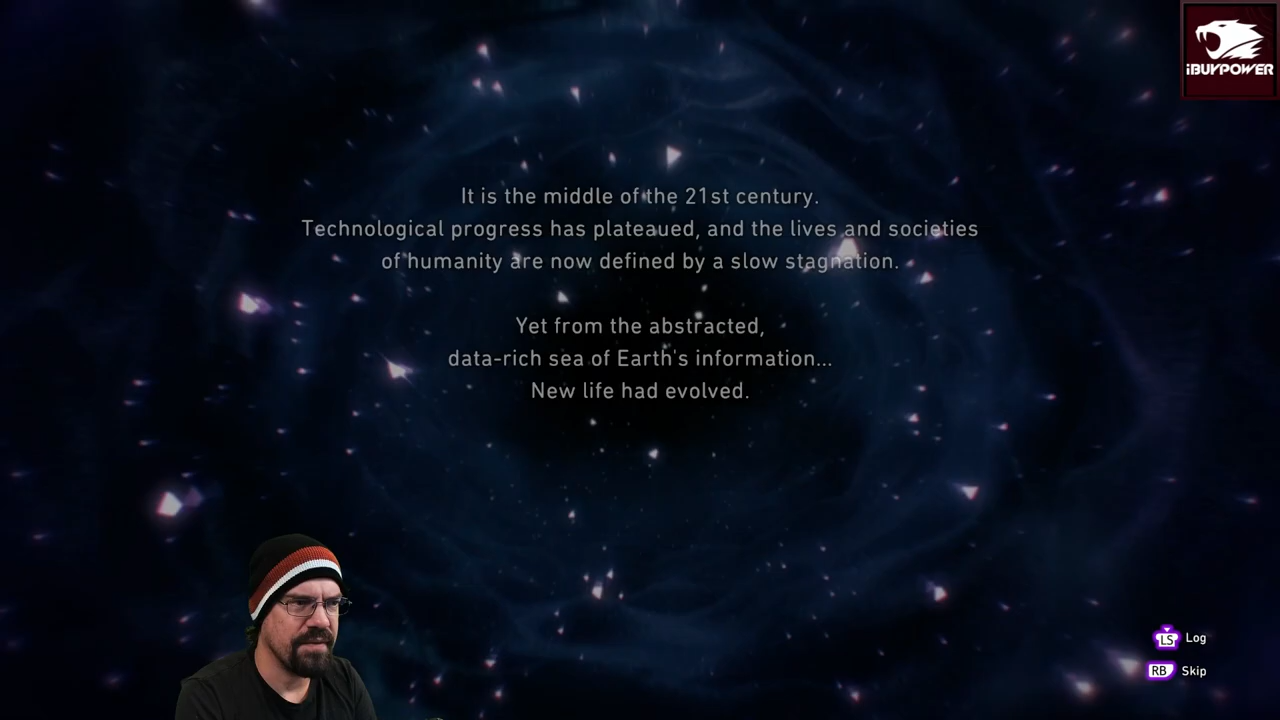 iBUYPOWER
It is the middle of the 21st century.
Technological progress has plateaued, and the lives and societies
of humanity are now defined by a slow stagnation.
Yet from the abstracted,
data-rich sea of Earth's information...
New life had evolved.
LS Log
RB Skip